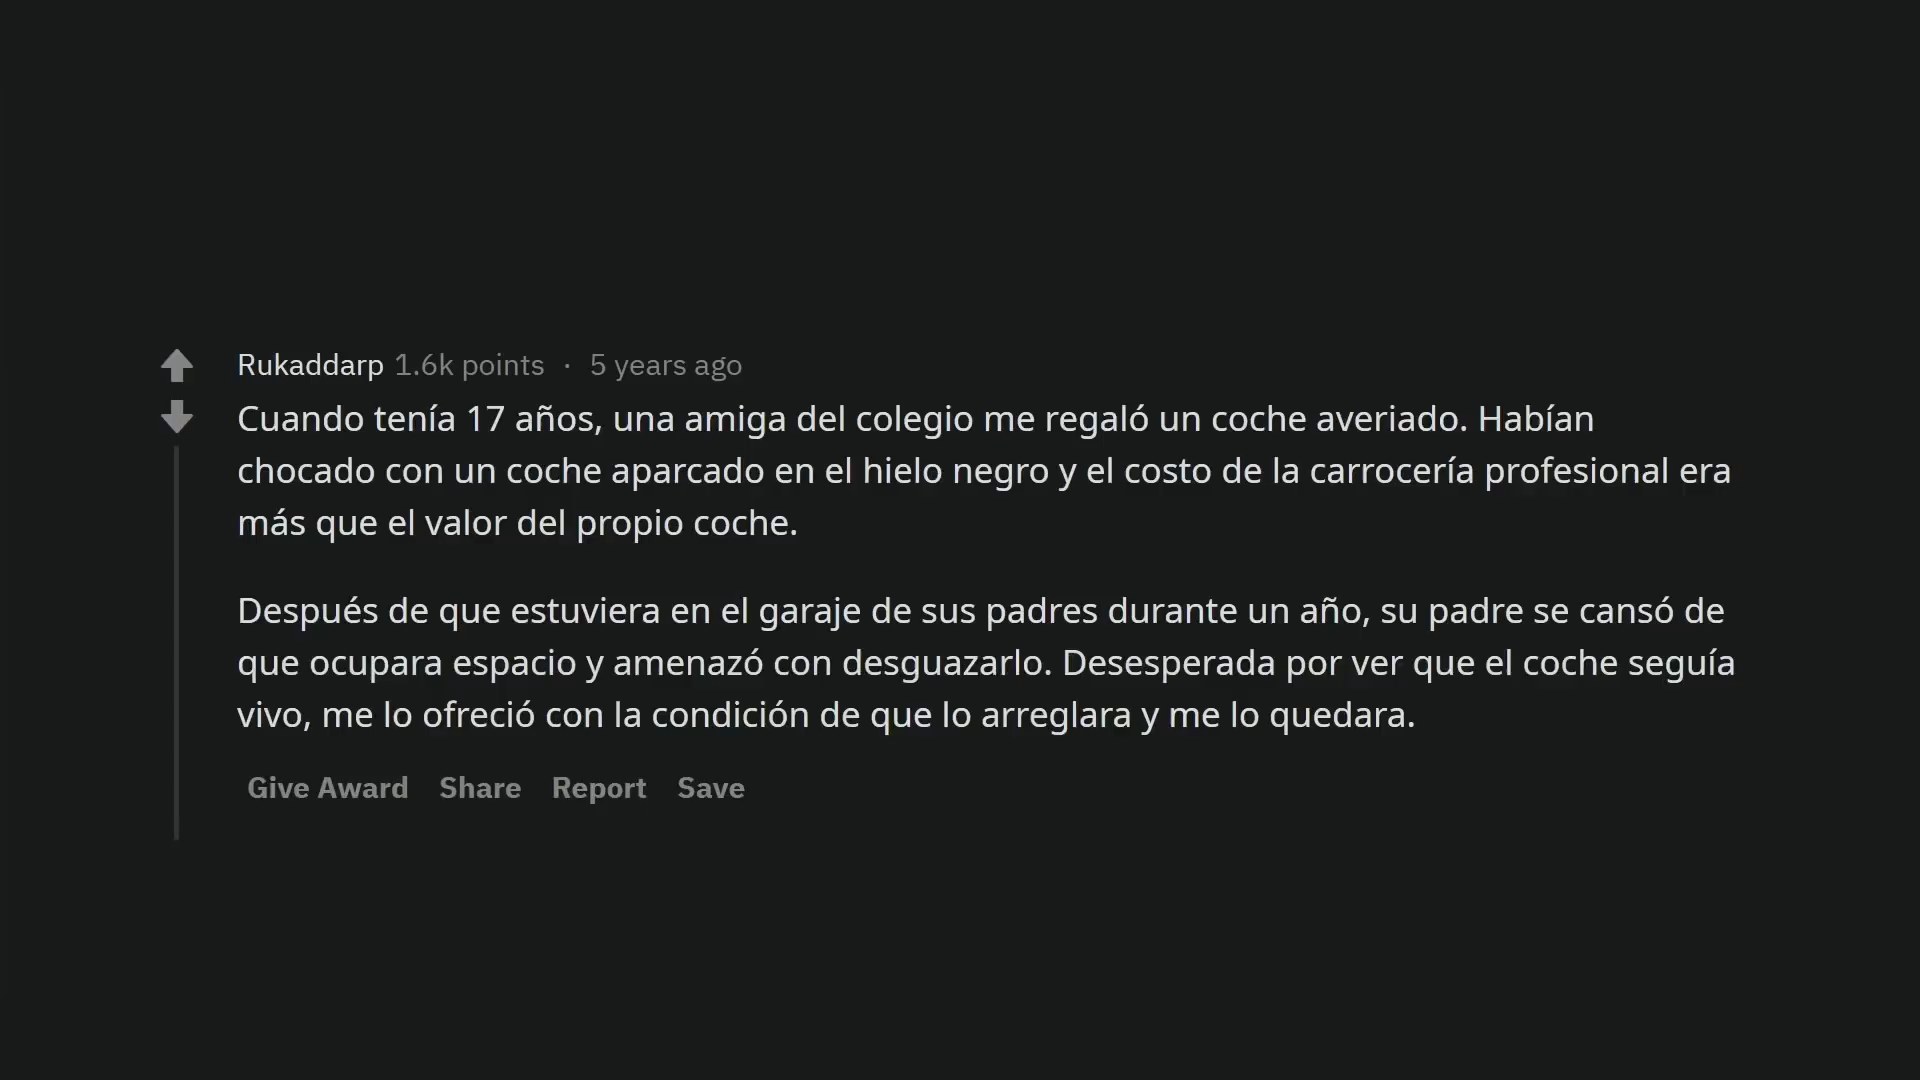 Rukaddarp 1.6k points · 5 years ago
Cuando tenía 17 años, una amiga del colegio me regaló un coche averiado. Habían
chocado con un coche aparcado en el hielo negro y el costo de la carrocería profesional era
más que el valor del propio coche.
Después de que estuviera en el garaje de sus padres durante un año, su padre se cansó de
que ocupara espacio y amenazó con desguazarlo. Desesperada por ver que el coche seguía
vivo, me lo ofreció con la condición de que lo arreglara y me lo quedara.
Give Award Share Report Save